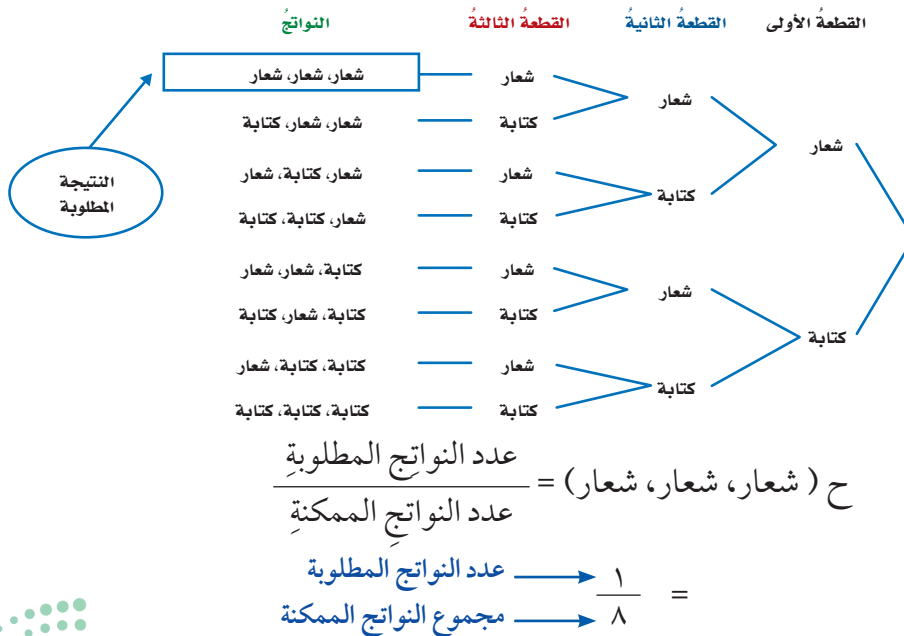 القطعةُ الأولى القطعةُ الثانيةُ القطعةُ الثالثةُ النواتجُ
شعار شعار، شعار، شعار
شعار
كتابة شعار، شعار، كتابة
شعار
شعار شعار، كتابة، شعار
كتابة
كتابة شعار، كتابة، كتابة
النتيجة
المطلوبة
شعار كتابة، شعار، شعار
شعار
كتابة كتابة، شعار، كتابة
كتابة
شعار كتابة، كتابة، شعار
كتابة
كتابة كتابة، كتابة، كتابة
ح ( شعار، شعار، شعار) = عدد النواتِج المطلوبةِ
عدد النواتجِ الممكنةِ
= ١ عدد النواتج المطلوبة
٨ مجموع النواتج الممكنة